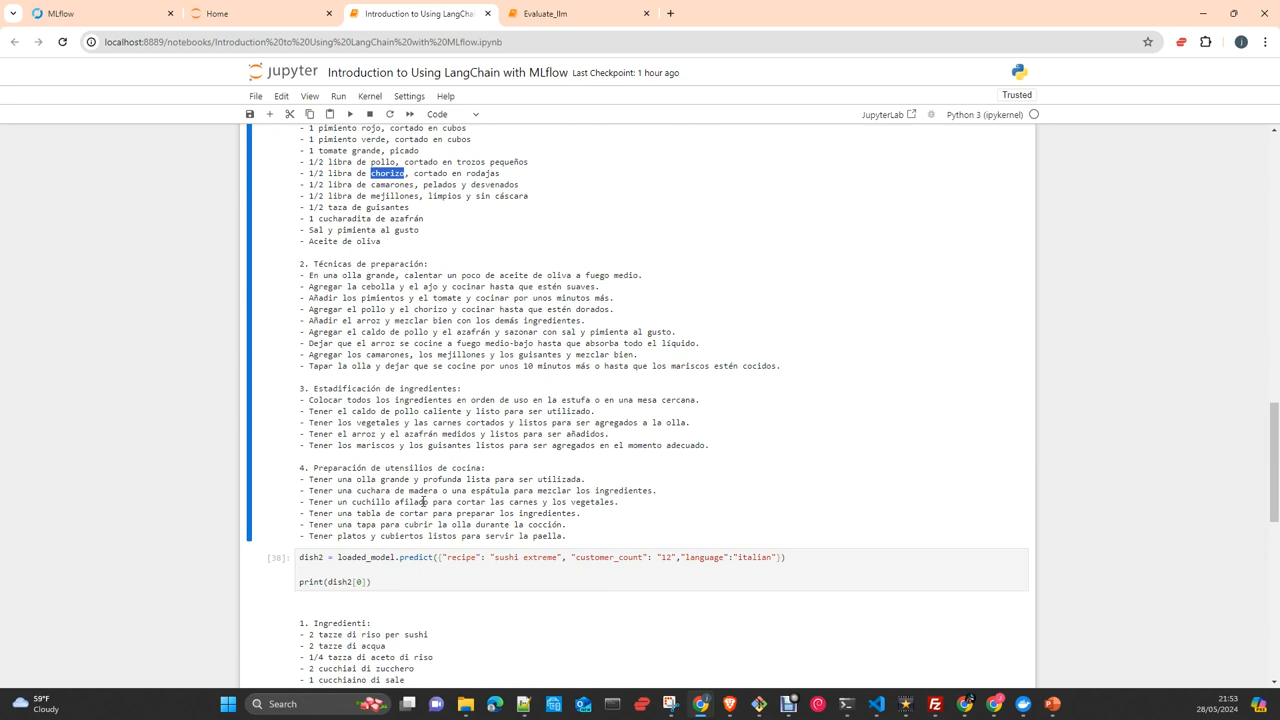 MLflow
Home
Introduction to Using LangChai
Evaluate_llm
localhost:8889/notebooks/Introduction%20to%20Using%20LangChain%20with%20MLflow.ipynb
jupyter Introduction to Using LangChain with MLflow Last Checkpoint: 1 hour ago
File Edit View Run Kernel Settings Help
Trusted
Code
JupyterLab
Python 3 (ipykernel)
- 1 pimiento rojo, cortado en cubos
- 1 pimiento verde, cortado en cubos
- 1 tomate grande, picado
- 1/2 libra de pollo, cortado en trozos pequeños
- 1/2 libra de chorizo, cortado en rodajas
- 1/2 libra de camarones, pelados y desvenados
- 1/2 libra de mejillones, limpios y sin cáscara
- 1/2 taza de guisantes
- 1 cucharadita de azafrán
- Sal y pimienta al gusto
- Aceite de oliva
2. Técnicas de preparación:
- En una olla grande, calentar un poco de aceite de oliva a fuego medio.
- Agregar la cebolla y el ajo y cocinar hasta que estén suaves.
- Añadir los pimientos y el tomate y cocinar por unos minutos más.
- Agregar el pollo y el chorizo y cocinar hasta que estén dorados.
- Añadir el arroz y mezclar bien con los demás ingredientes.
- Agregar el caldo de pollo y el azafrán y sazonar con sal y pimienta al gusto.
- Dejar que el arroz se cocine a fuego medio-bajo hasta que absorba todo el líquido.
- Agregar los camarones, los mejillones y los guisantes y mezclar bien.
- Tapar la olla y dejar que se cocine por unos 10 minutos más o hasta que los mariscos estén cocidos.
3. Estadificación de ingredientes:
- Colocar todos los ingredientes en orden de uso en la estufa o en una mesa cercana.
- Tener el caldo de pollo caliente y listo para ser utilizado.
- Tener los vegetales y las carnes cortados y listos para ser agregados a la olla.
- Tener el arroz y el azafrán medidos y listos para ser añadidos.
- Tener los mariscos y los guisantes listos para ser agregados en el momento adecuado.
4. Preparación de utensilios de cocina:
- Tener una olla grande y profunda lista para ser utilizada.
- Tener una cuchara de madera o una espátula para mezclar los ingredientes.
- Tener un cuchillo afilado para cortar las carnes y los vegetales.
- Tener una tabla de cortar para preparar los ingredientes.
- Tener una tapa para cubrir la olla durante la cocción.
- Tener platos y cubiertos listos para servir la paella.
[38]: dish2 = loaded_model.predict({"recipe": "sushi extreme", "customer_count": "12","language":"italian"})
print(dish2[0])
1. Ingredienti:
- 2 tazze di riso per sushi
- 2 tazze di acqua
- 1/4 tazza di aceto di riso
- 2 cucchiai di zucchero
- 1 cucchiaino di sale
59°F
Cloudy
Search
21:53
28/05/2024